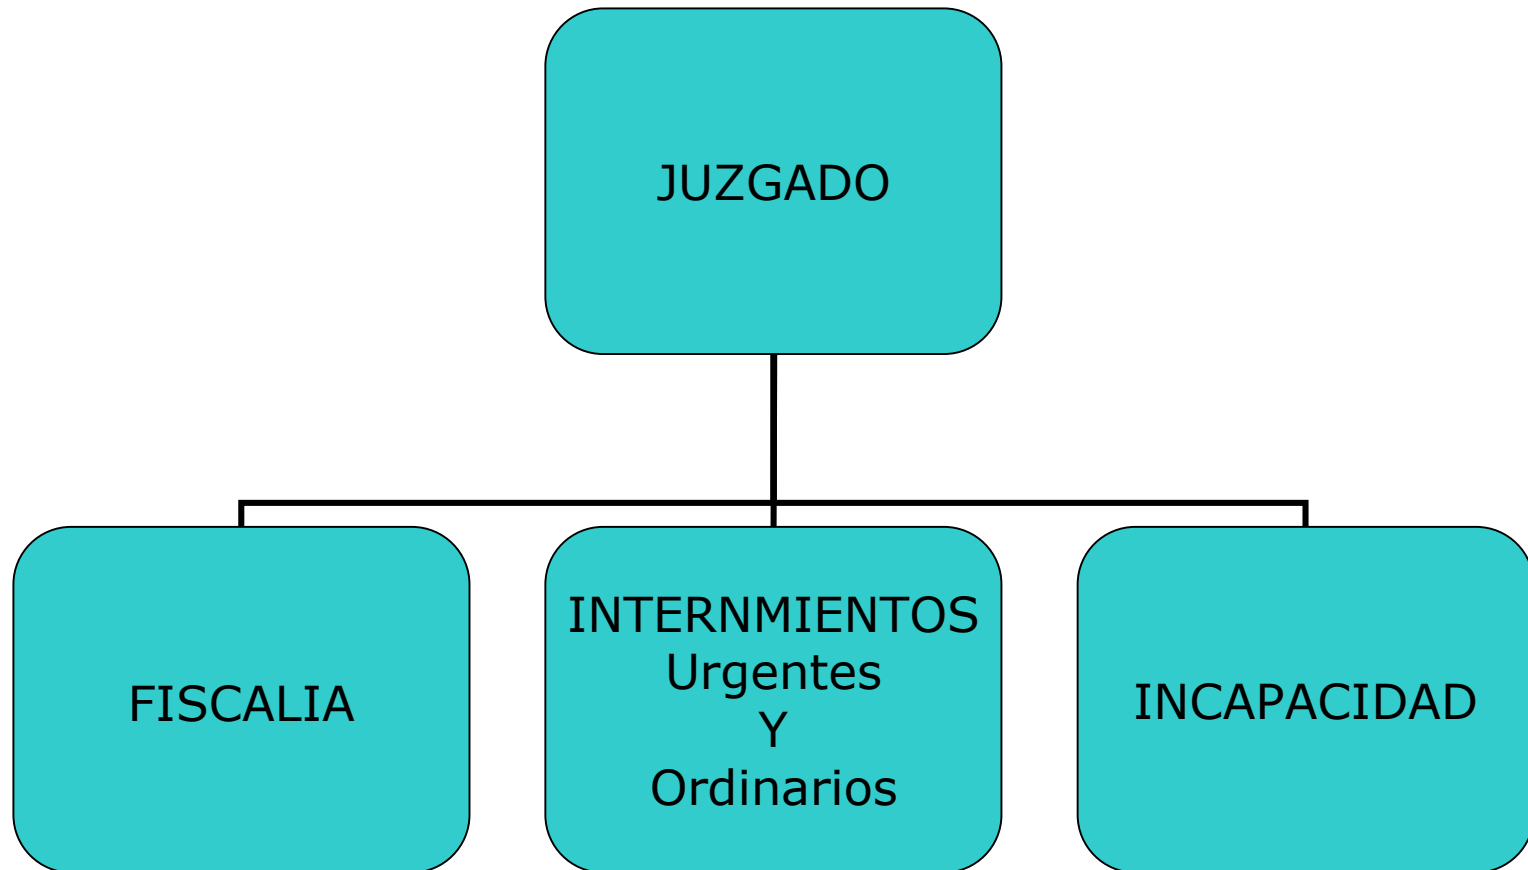 JUZGADO
FISCALIA
INTERNMIENTOS
Urgentes
Y
Ordinarios
INCAPACIDAD